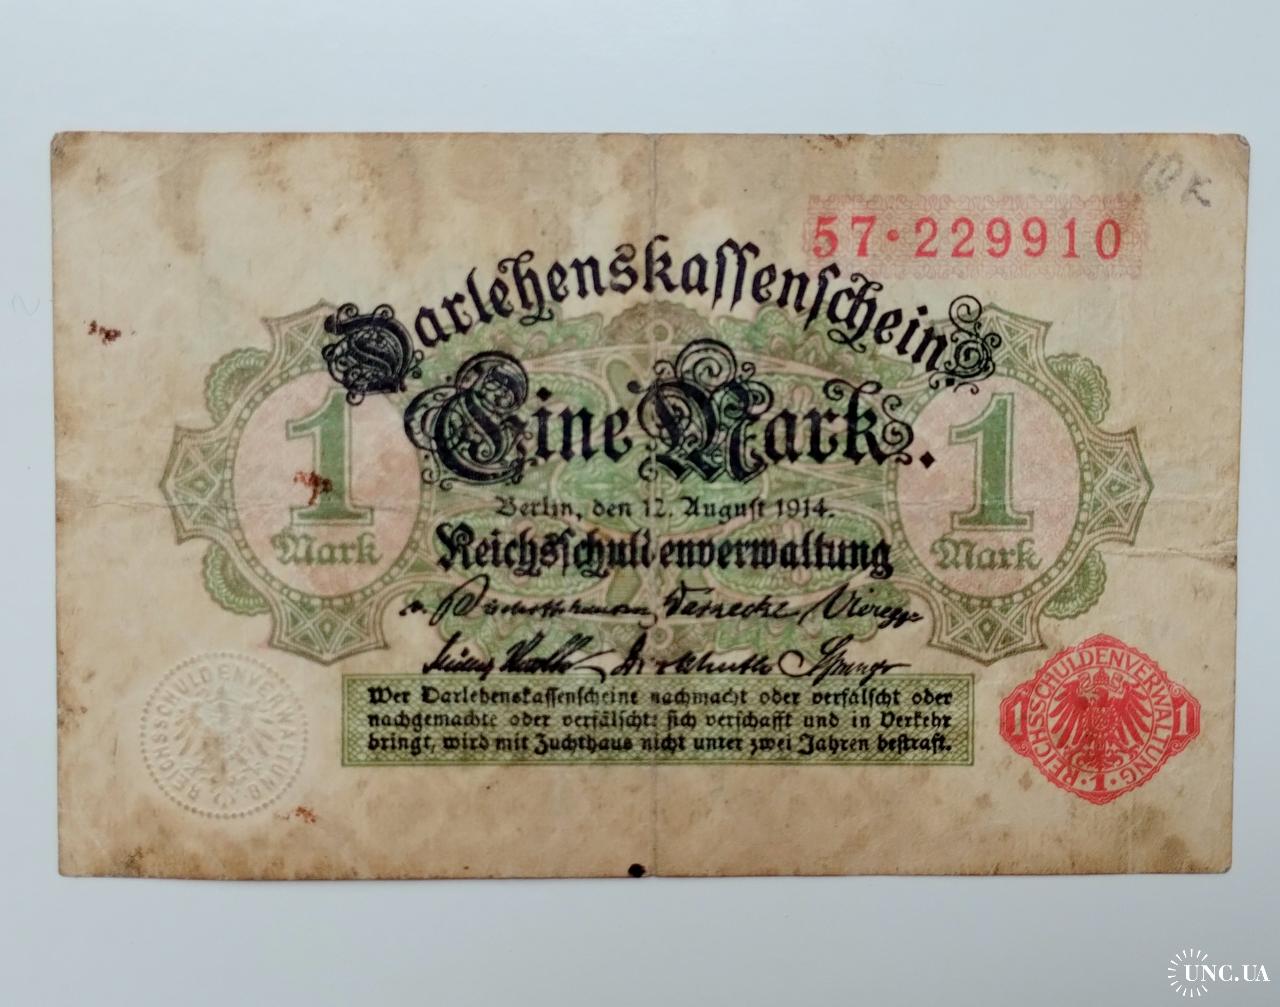 57·229910
Darlehenskassenschein.
Eine Mark.
1 Mark
1 Mark
Berlin, den 12. August 1914.
Reichsschuldenverwaltung
Wer Darlehenskassenscheine nachmacht oder verfälscht oder
nachgemachte oder verfälschte sich verschafft und in Verkehr
bringt, wird mit Zuchthaus nicht unter zwei Jahren bestraft.
REICHSSCHULDENVERWALTUNG
REICHSSCHULDENVERWALTUNG
1 1
·1·
UNC.UA